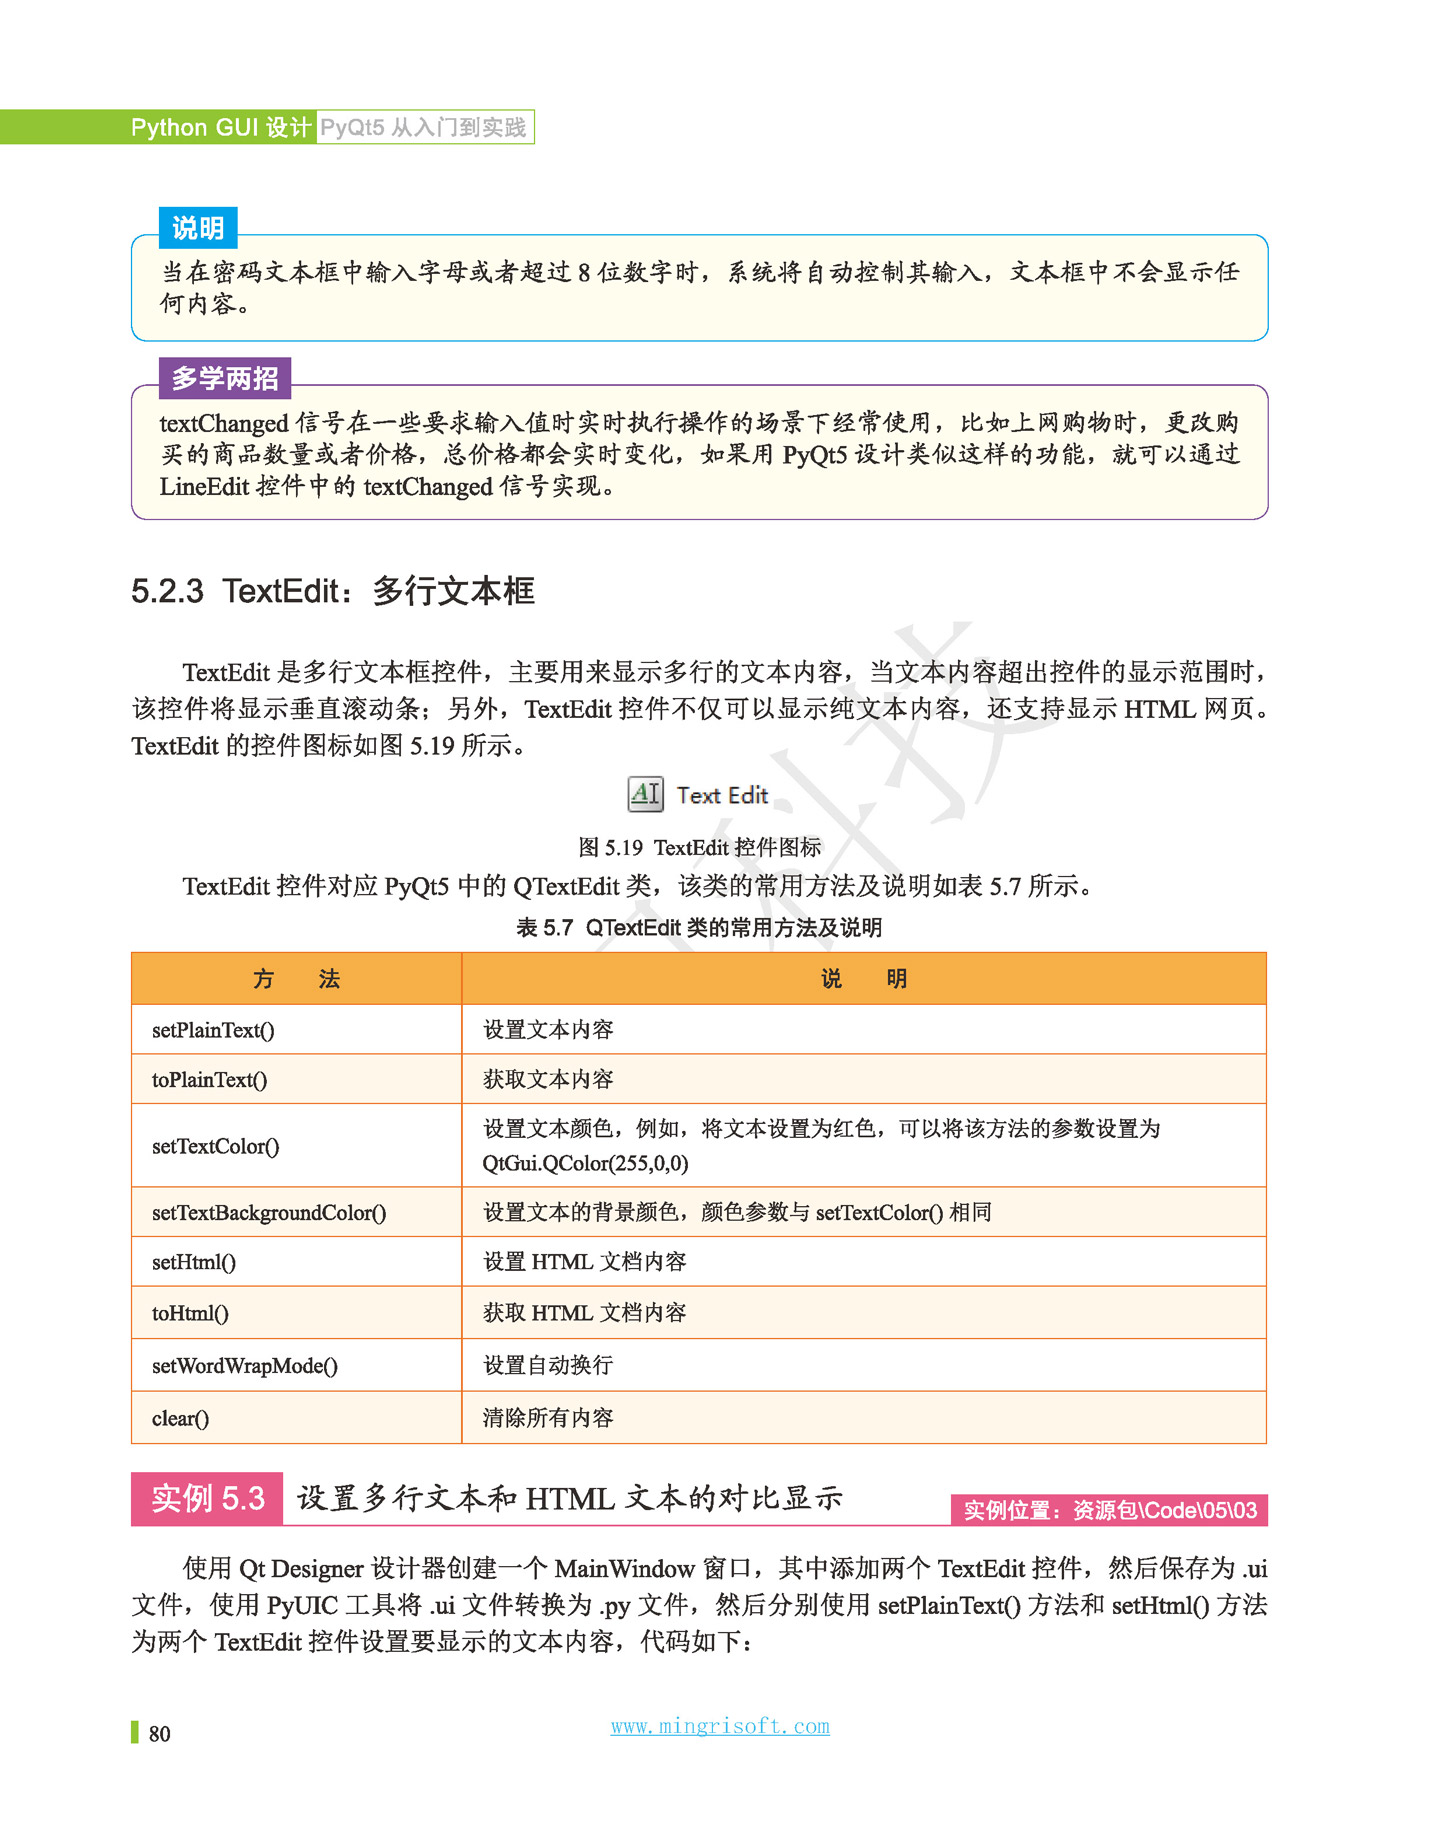 Python GUI 设计 PyQt5 从入门到实践
说明
当在密码文本框中输入字母或者超过 8 位数字时，系统将自动控制其输入，文本框中不会显示任
何内容。
多学两招
textChanged 信号在一些要求输入值时实时执行操作的场景下经常使用，比如上网购物时，更改购
买的商品数量或者价格，总价格都会实时变化，如果用 PyQt5 设计类似这样的功能，就可以通过
LineEdit 控件中的 textChanged 信号实现。
5.2.3 TextEdit：多行文本框
TextEdit 是多行文本框控件，主要用来显示多行的文本内容，当文本内容超出控件的显示范围时，
该控件将显示垂直滚动条；另外，TextEdit 控件不仅可以显示纯文本内容，还支持显示 HTML 网页。
TextEdit 的控件图标如图 5.19 所示。
AI Text Edit
图 5.19 TextEdit 控件图标
TextEdit 控件对应 PyQt5 中的 QTextEdit 类，该类的常用方法及说明如表 5.7 所示。
表 5.7 QTextEdit 类的常用方法及说明
方 法 说 明
setPlainText() 设置文本内容
toPlainText() 获取文本内容
setTextColor() 设置文本颜色，例如，将文本设置为红色，可以将该方法的参数设置为
QtGui.QColor(255,0,0)
setTextBackgroundColor() 设置文本的背景颜色，颜色参数与 setTextColor() 相同
setHtml() 设置 HTML 文档内容
toHtml() 获取 HTML 文档内容
setWordWrapMode() 设置自动换行
clear() 清除所有内容
实例 5.3 设置多行文本和 HTML 文本的对比显示 实例位置：资源包\Code\05\03
使用 Qt Designer 设计器创建一个 MainWindow 窗口，其中添加两个 TextEdit 控件，然后保存为 .ui
文件，使用 PyUIC 工具将 .ui 文件转换为 .py 文件，然后分别使用 setPlainText() 方法和 setHtml() 方法
为两个 TextEdit 控件设置要显示的文本内容，代码如下：
80 www.mingrisoft.com
科技